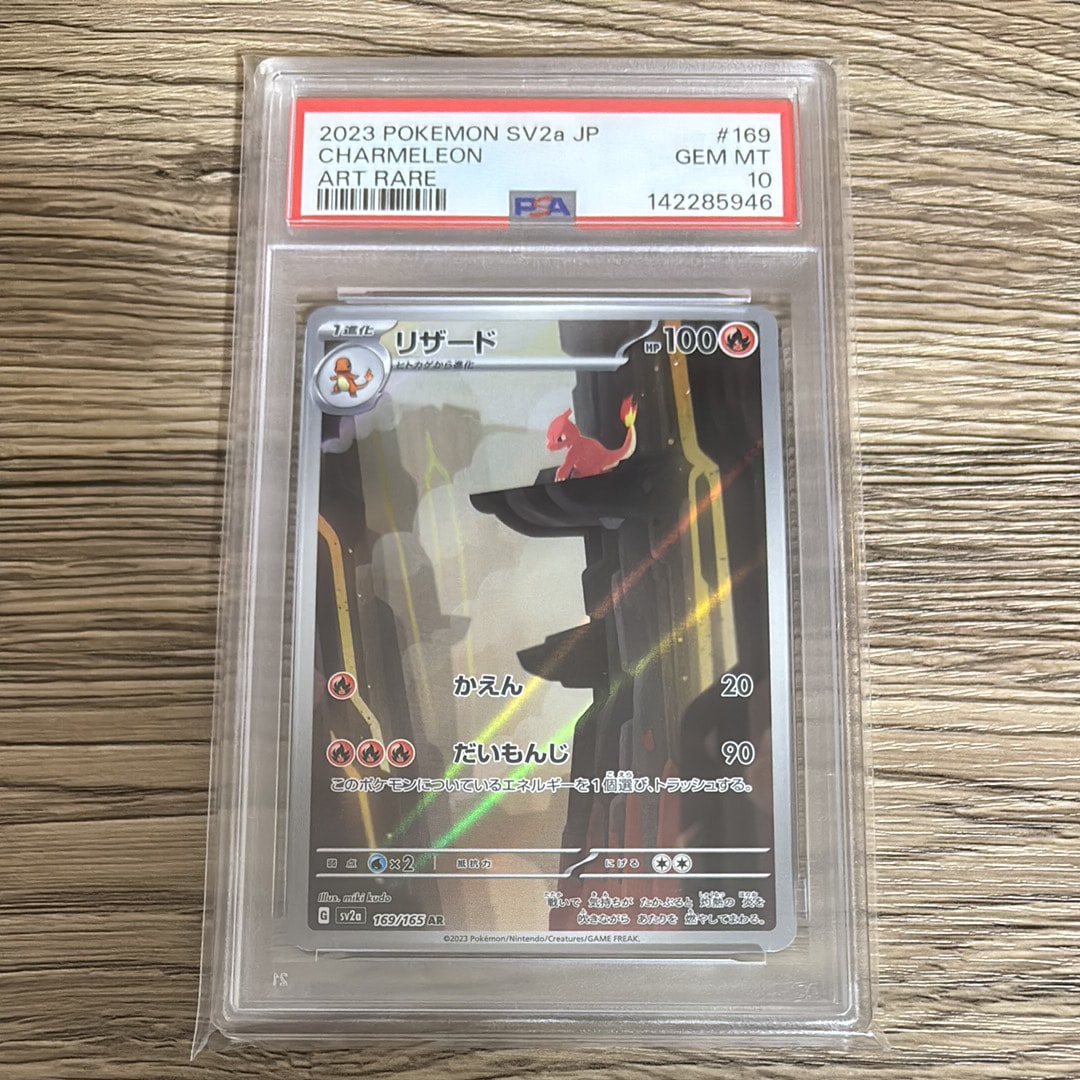 2023 POKEMON SV2a JP #169
CHARMELEON GEM MT
ART RARE 10
PSA 142285946
1進化 リザード HP 100
ヒトカゲから進化
かえん 20
だいもんじ 90
このポケモンについているエネルギーを1個選び、トラッシュする。
弱点 ×2 抵抗力 にげる
Illus. miki kudo
戦いで 気持ちが たかぶると 灼熱の 炎を
吹きながら あたりを 燃やしてまわる。
G sv2a 169/165 AR
©2023 Pokémon/Nintendo/Creatures/GAME FREAK.